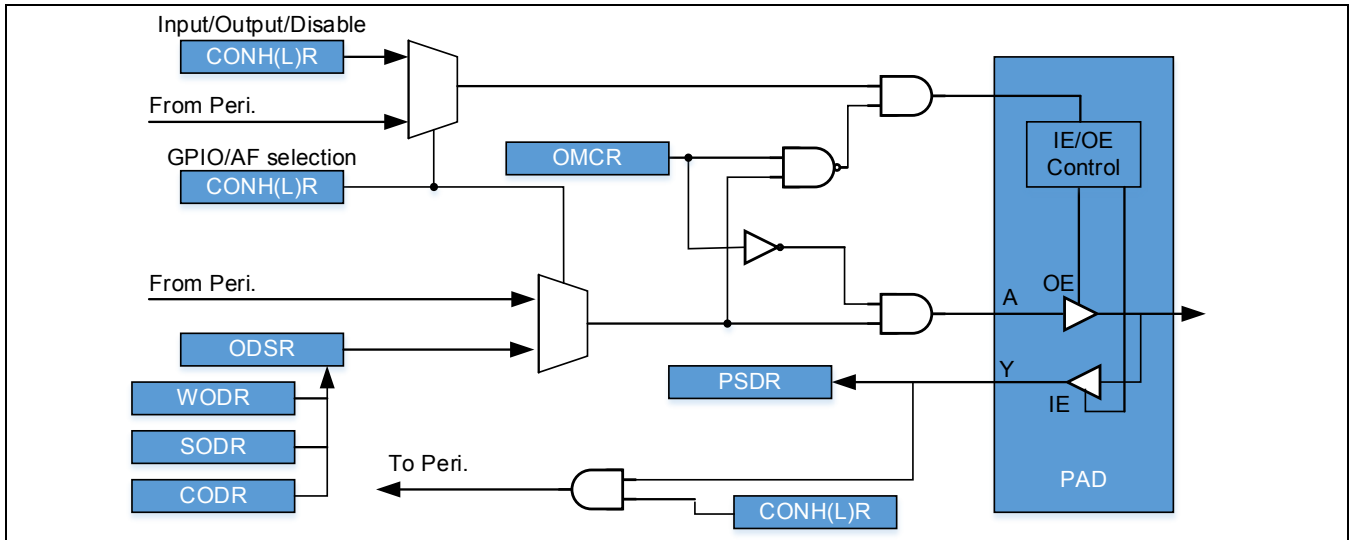 Input/Output/Disable
CONH(L)R
From Peri.
GPIO/AF selection
CONH(L)R
OMCR
IE/OE
Control
From Peri.
ODSR
WODR
SODR
CODR
A
OE
PSDR
Y
IE
To Peri.
CONH(L)R
PAD